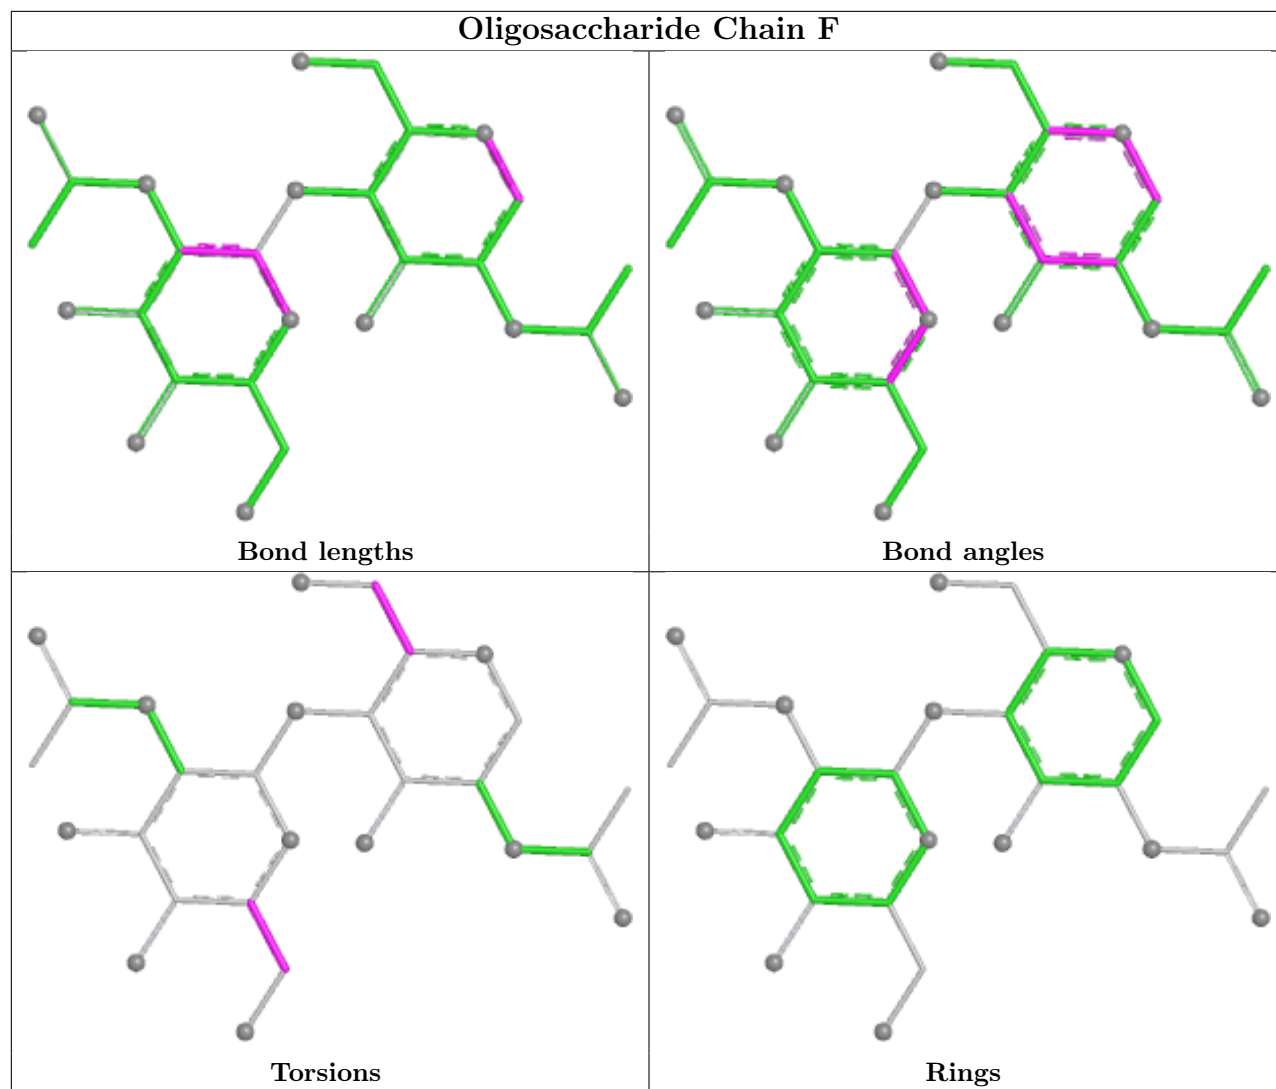 Oligosaccharide Chain F
Bond lengths
Bond angles
Torsions
Rings